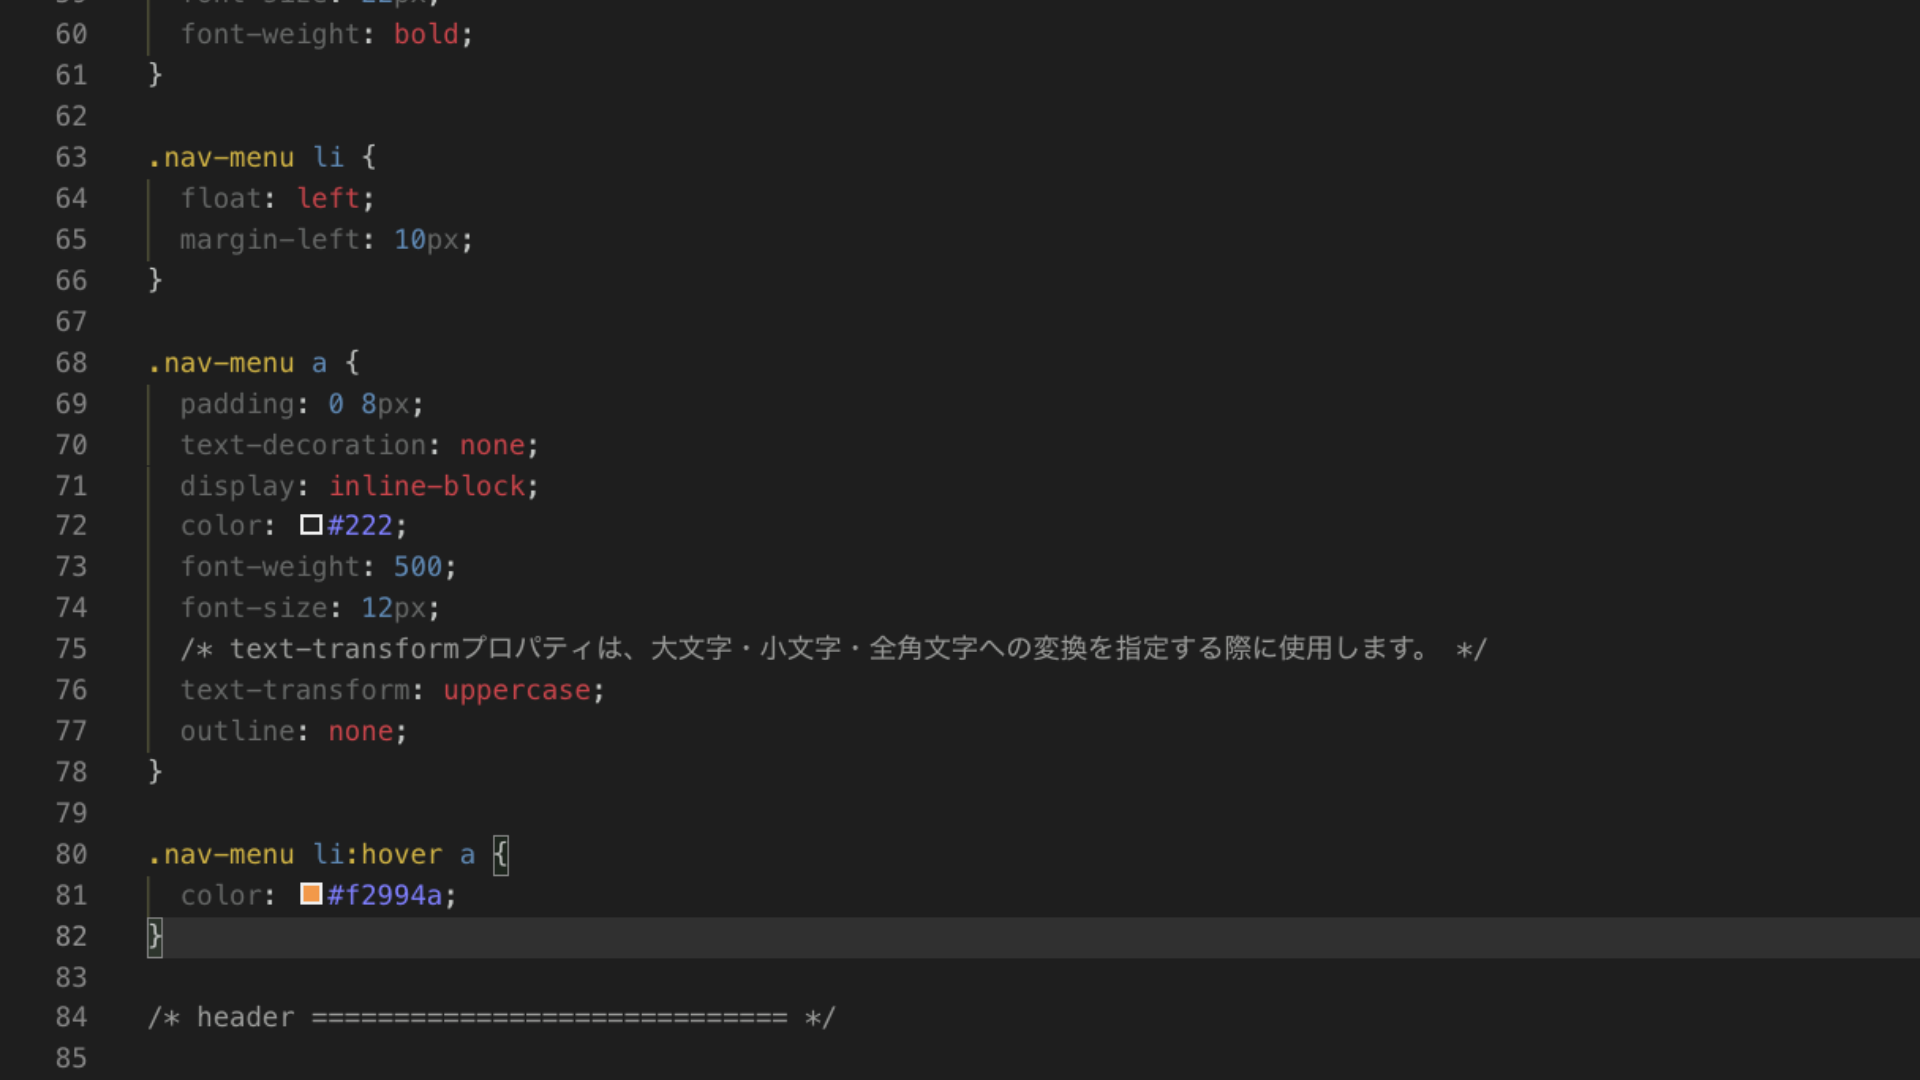 60 font-weight: bold;
61 }
62
63 .nav-menu li {
64 float: left;
65 margin-left: 10px;
66 }
67
68 .nav-menu a {
69 padding: 0 8px;
70 text-decoration: none;
71 display: inline-block;
72 color: #222;
73 font-weight: 500;
74 font-size: 12px;
75 /* text-transformプロパティは、大文字・小文字・全角文字への変換を指定する際に使用します。 */
76 text-transform: uppercase;
77 outline: none;
78 }
79
80 .nav-menu li:hover a {
81 color: #f2994a;
82 }
83
84 /* header ============================= */
85